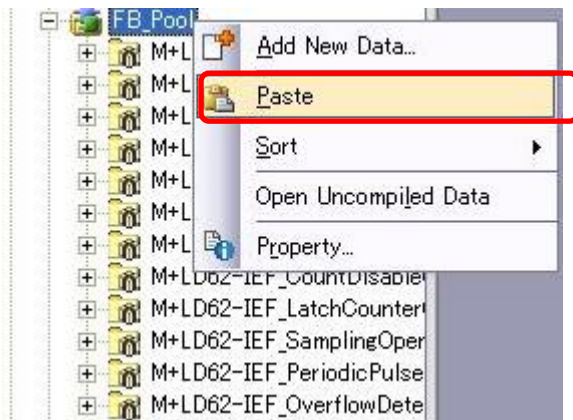 FB_Pool
M+L
Add New Data...
M+L
Paste
M+L
M+L
Sort
M+L
M+L
Open Uncompiled Data
M+L
Property...
M+LD62-IEF_CountDisable
M+LD62-IEF_LatchCounter
M+LD62-IEF_SamplingOper
M+LD62-IEF_PeriodicPulse
M+LD62-IEF_OverflowDete